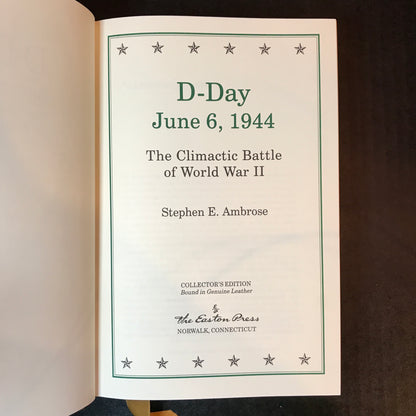 D-Day
June 6, 1944
The Climactic Battle
of World War II
Stephen E. Ambrose
COLLECTOR'S EDITION
Bound in Genuine Leather
The Easton Press
NORWALK, CONNECTICUT